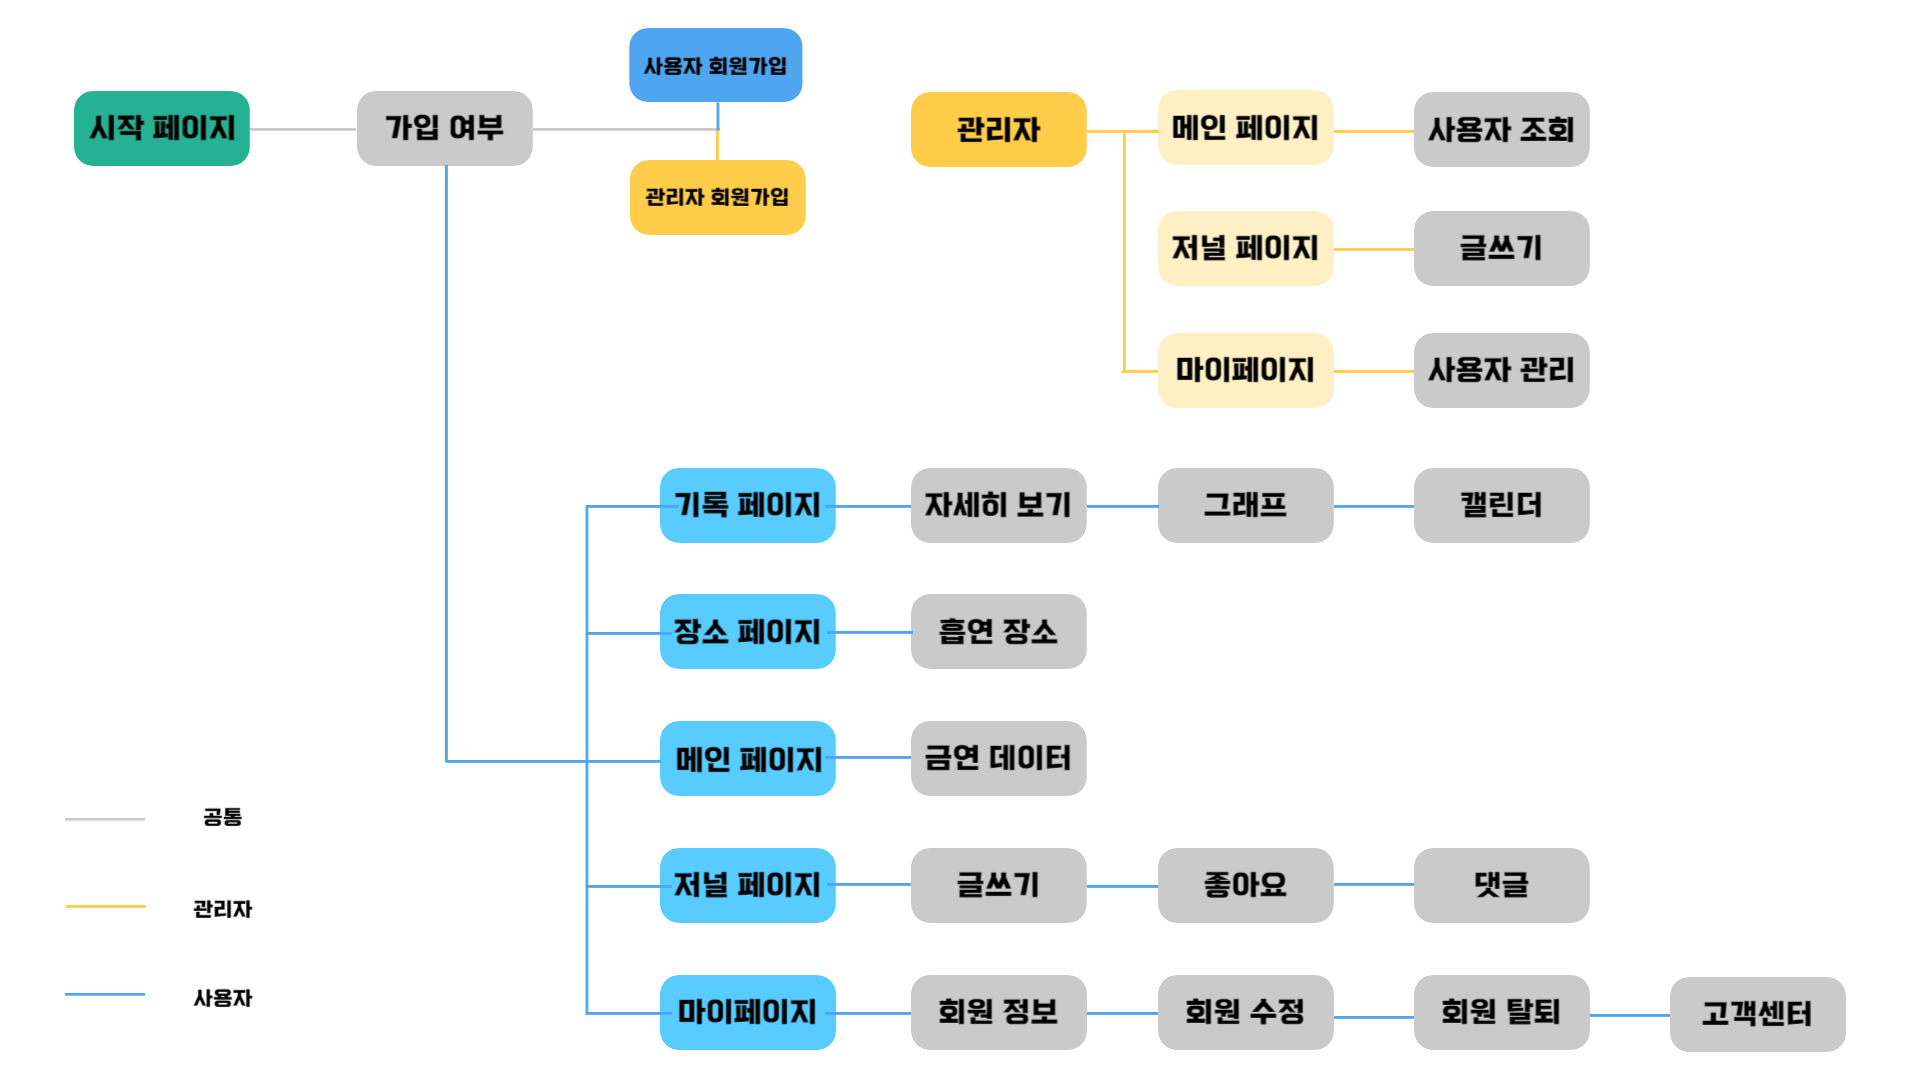 시작 페이지
가입 여부
사용자 회원가입
관리자 회원가입
관리자
메인 페이지
사용자 조회
저널 페이지
글쓰기
마이페이지
사용자 관리
기록 페이지
자세히 보기
그래프
캘린더
장소 페이지
흡연 장소
메인 페이지
금연 데이터
저널 페이지
글쓰기
좋아요
댓글
마이페이지
회원 정보
회원 수정
회원 탈퇴
고객센터
공통
관리자
사용자